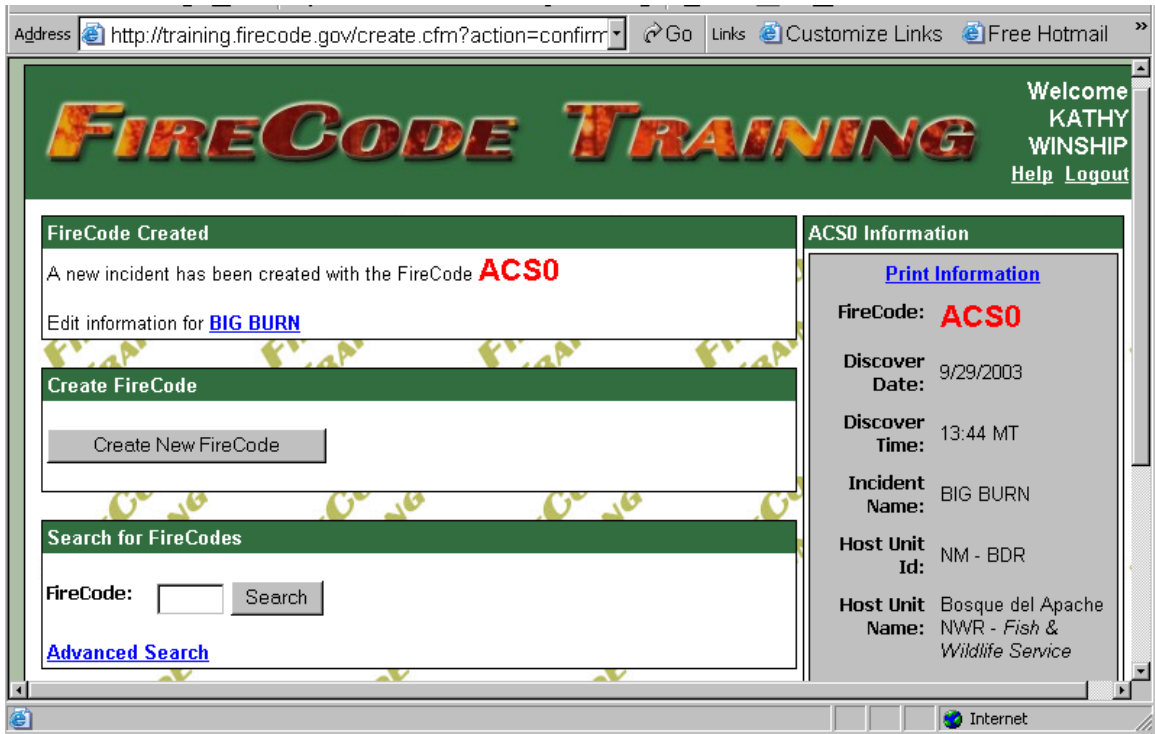 Address http://training.firecode.gov/create.cfm?action=confirm Go Links Customize Links Free Hotmail »
FIRECODE TRAINING
Welcome
KATHY
WINSHIP
Help Logout
FireCode Created
A new incident has been created with the FireCode ACS0
Edit information for BIG BURN
Create FireCode
Create New FireCode
Search for FireCodes
FireCode: Search
Advanced Search
ACS0 Information
Print Information
FireCode: ACS0
Discover
Date: 9/29/2003
Discover
Time: 13:44 MT
Incident
Name: BIG BURN
Host Unit
Id: NM - BDR
Host Unit Bosque del Apache
Name: NWR - Fish &
Wildlife Service
Internet